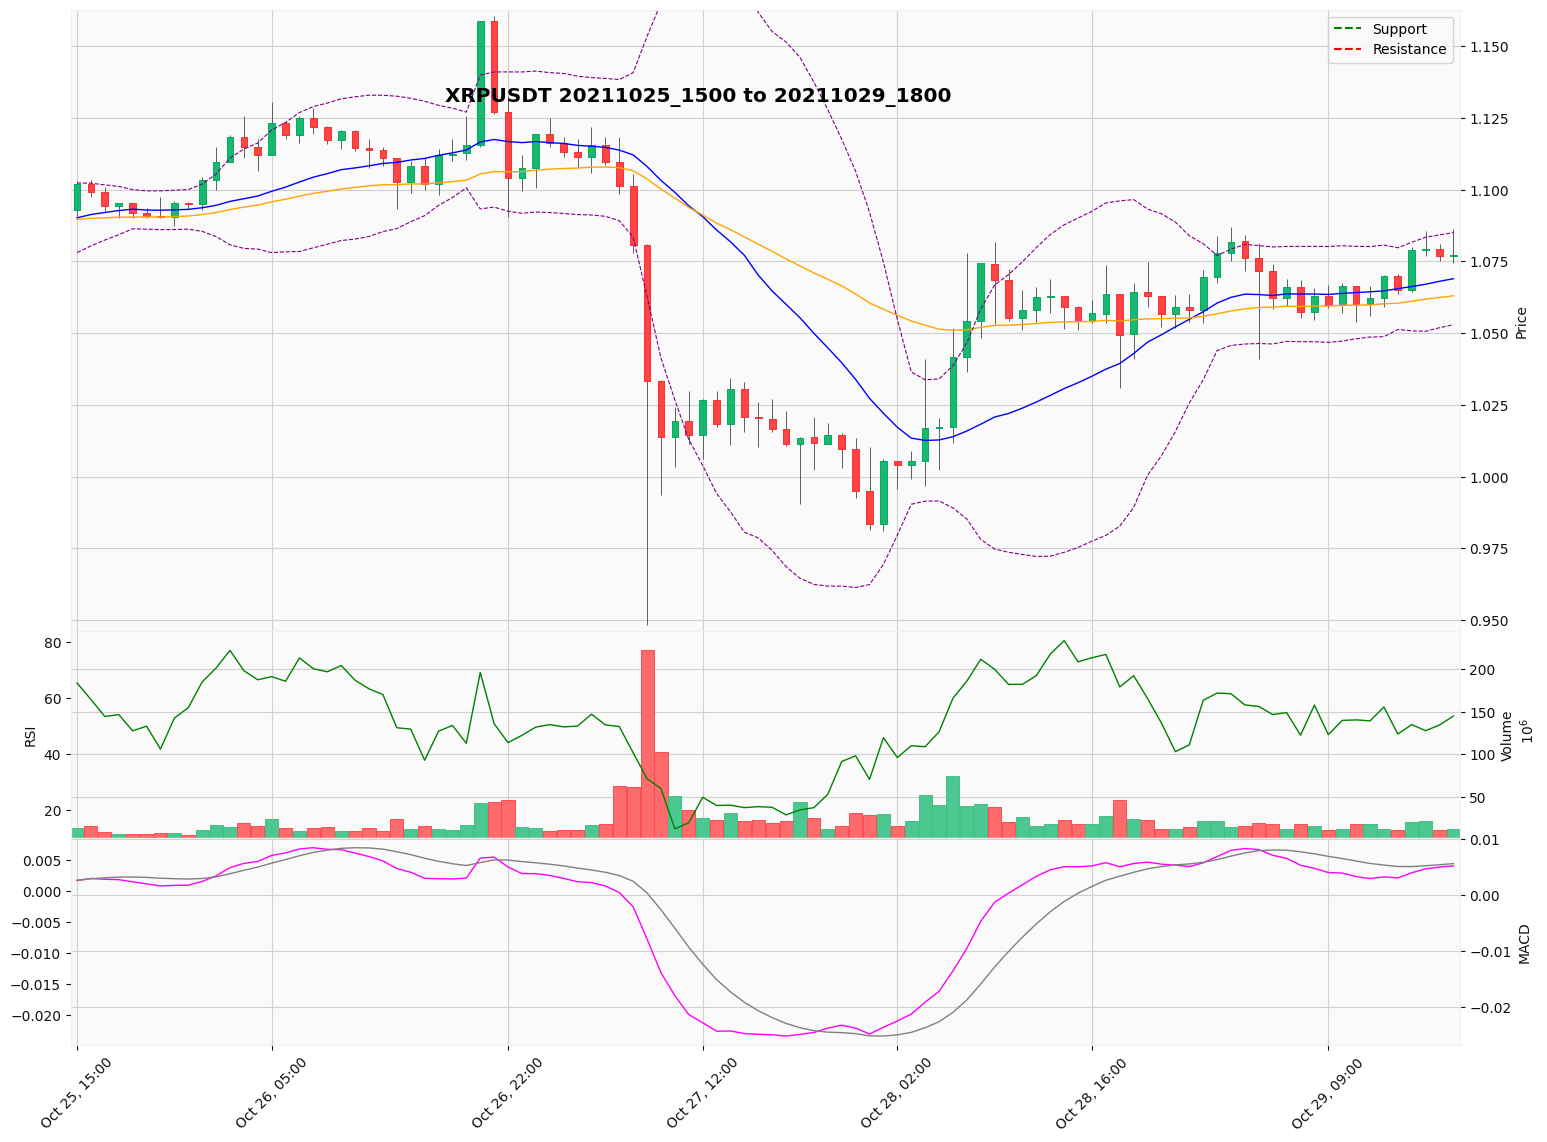 XRPUSDT 20211025_1500 to 20211029_1800
Support
Resistance
1.150
1.125
1.100
1.075
1.050
1.025
1.000
0.975
0.950
Price
80
60
40
20
RSI
200
150
100
50
Volume
10^6
0.005
0.000
−0.005
−0.010
−0.015
−0.020
0.01
0.00
−0.01
−0.02
MACD
Oct 25, 15:00
Oct 26, 05:00
Oct 26, 22:00
Oct 27, 12:00
Oct 28, 02:00
Oct 28, 16:00
Oct 29, 09:00